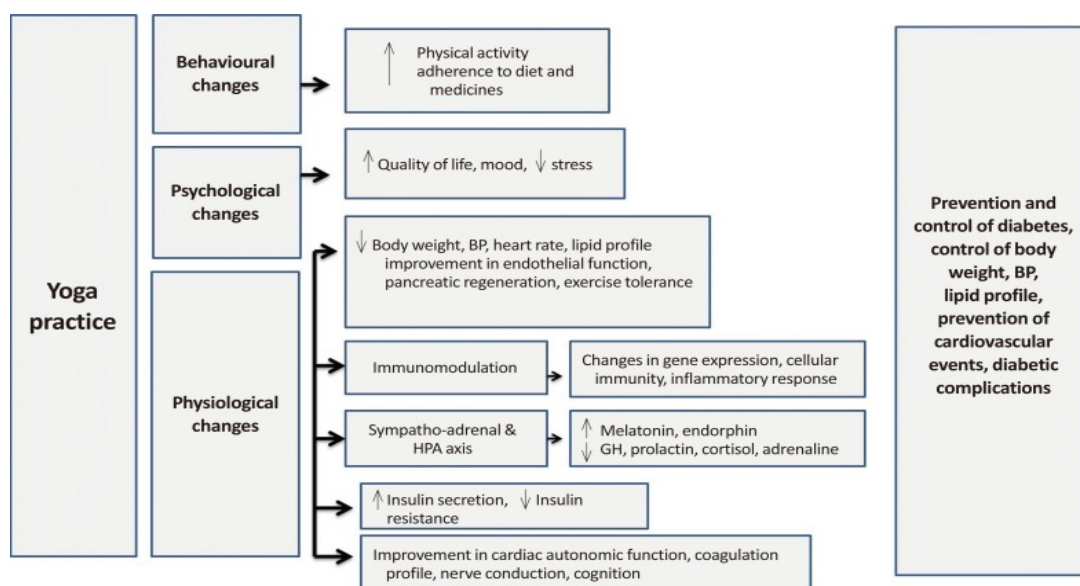 Yoga
practice
Behavioural
changes
↑ Physical activity
adherence to diet and
medicines
Psychological
changes
↑ Quality of life, mood, ↓ stress
Physiological
changes
↓ Body weight, BP, heart rate, lipid profile
improvement in endothelial function,
pancreatic regeneration, exercise tolerance
Immunomodulation
Changes in gene expression, cellular
immunity, inflammatory response
Sympatho-adrenal &
HPA axis
↑ Melatonin, endorphin
↓ GH, prolactin, cortisol, adrenaline
↑ Insulin secretion, ↓ Insulin
resistance
Improvement in cardiac autonomic function, coagulation
profile, nerve conduction, cognition
Prevention and
control of diabetes,
control of body
weight, BP,
lipid profile,
prevention of
cardiovascular
events, diabetic
complications